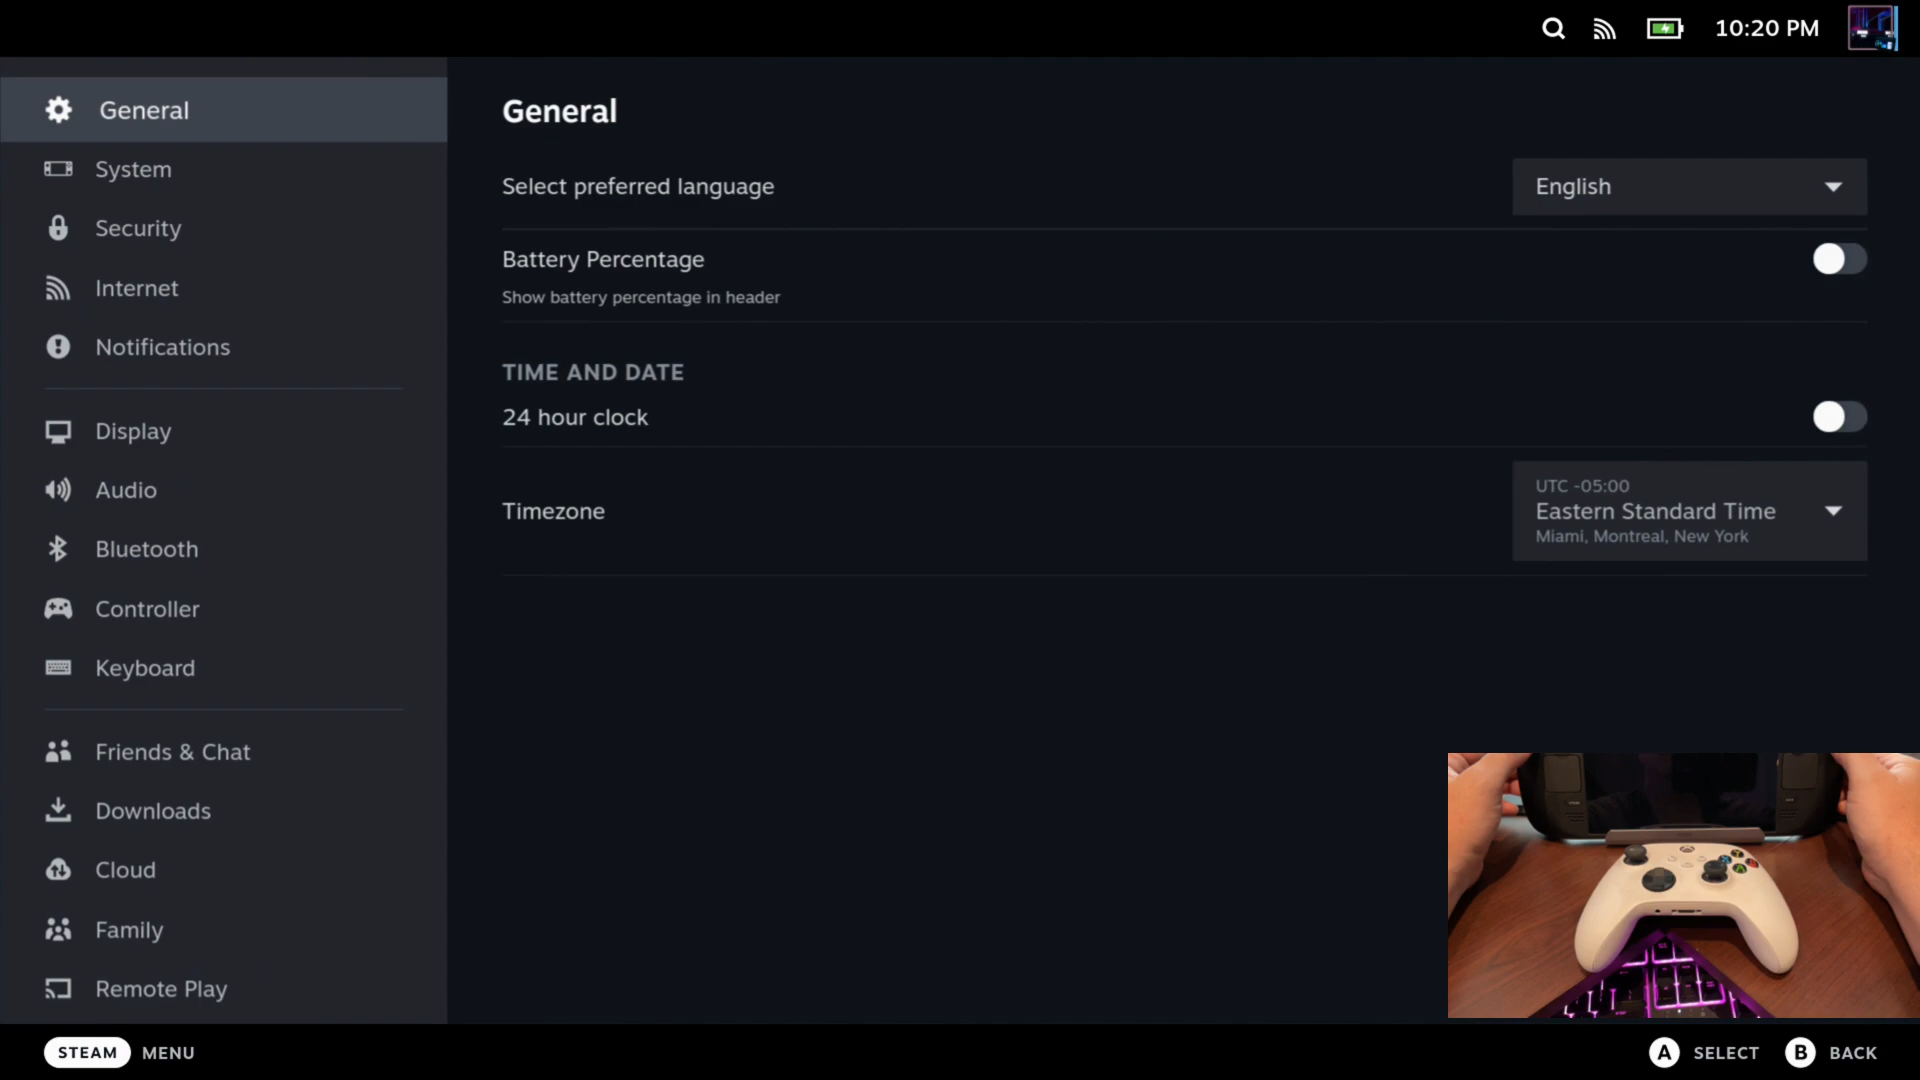 10:20 PM
General
System
Security
Internet
Notifications
Display
Audio
Bluetooth
Controller
Keyboard
Friends & Chat
Downloads
Cloud
Family
Remote Play
General
Select preferred language
English
Battery Percentage
Show battery percentage in header
TIME AND DATE
24 hour clock
Timezone
UTC -05:00
Eastern Standard Time
Miami, Montreal, New York
STEAM MENU
A SELECT B BACK